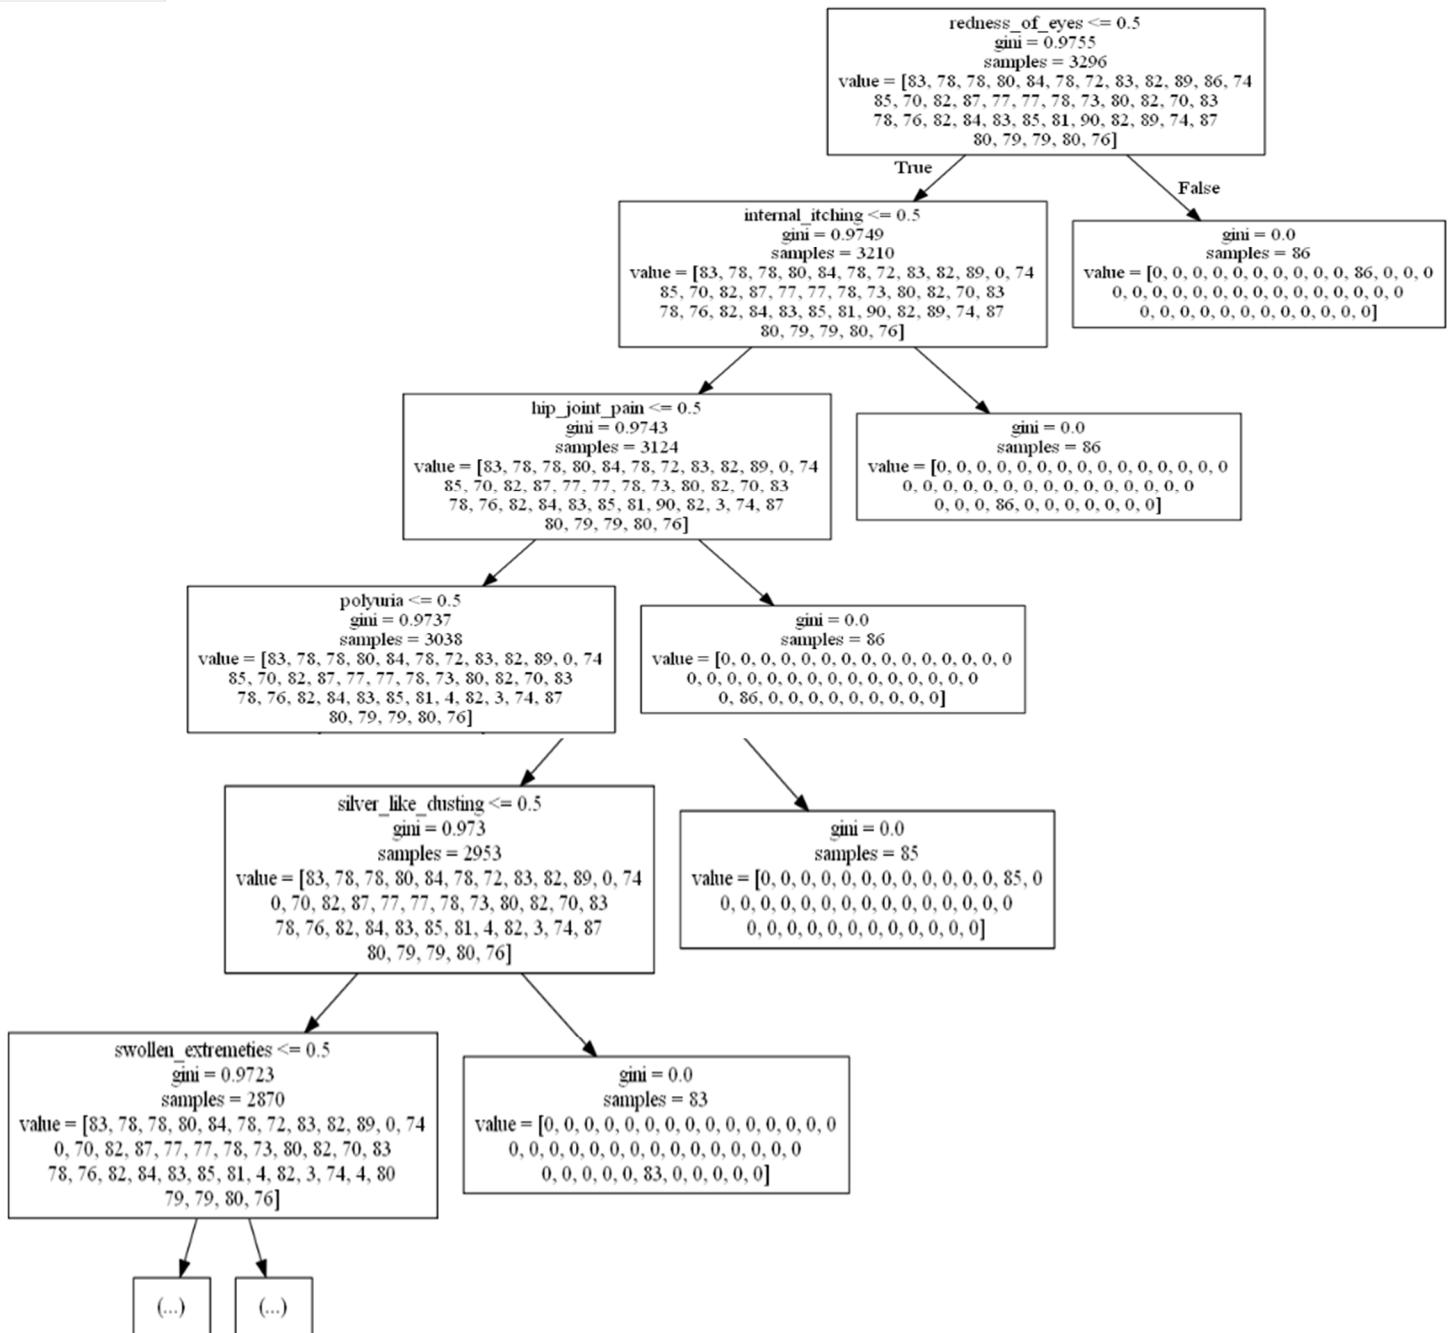 redness_of_eyes <= 0.5
gini = 0.9755
samples = 3296
value = [83, 78, 78, 80, 84, 78, 72, 83, 82, 89, 86, 74
85, 70, 82, 87, 77, 77, 78, 73, 80, 82, 70, 83
78, 76, 82, 84, 83, 85, 81, 90, 82, 89, 74, 87
80, 79, 79, 80, 76]
True
False
internal_itching <= 0.5
gini = 0.9749
samples = 3210
value = [83, 78, 78, 80, 84, 78, 72, 83, 82, 89, 0, 74
85, 70, 82, 87, 77, 77, 78, 73, 80, 82, 70, 83
78, 76, 82, 84, 83, 85, 81, 90, 82, 89, 74, 87
80, 79, 79, 80, 76]
gini = 0.0
samples = 86
value = [0, 0, 0, 0, 0, 0, 0, 0, 0, 0, 86, 0, 0, 0
0, 0, 0, 0, 0, 0, 0, 0, 0, 0, 0, 0, 0, 0, 0
0, 0, 0, 0, 0, 0, 0, 0, 0, 0, 0, 0]
hip_joint_pain <= 0.5
gini = 0.9743
samples = 3124
value = [83, 78, 78, 80, 84, 78, 72, 83, 82, 89, 0, 74
85, 70, 82, 87, 77, 77, 78, 73, 80, 82, 70, 83
78, 76, 82, 84, 83, 85, 81, 90, 82, 3, 74, 87
80, 79, 79, 80, 76]
gini = 0.0
samples = 86
value = [0, 0, 0, 0, 0, 0, 0, 0, 0, 0, 0, 0, 0, 0, 0
0, 0, 0, 0, 0, 0, 0, 0, 0, 0, 0, 0, 0, 0, 0
0, 0, 0, 86, 0, 0, 0, 0, 0, 0, 0]
polyuria <= 0.5
gini = 0.9737
samples = 3038
value = [83, 78, 78, 80, 84, 78, 72, 83, 82, 89, 0, 74
85, 70, 82, 87, 77, 77, 78, 73, 80, 82, 70, 83
78, 76, 82, 84, 83, 85, 81, 4, 82, 3, 74, 87
80, 79, 79, 80, 76]
gini = 0.0
samples = 86
value = [0, 0, 0, 0, 0, 0, 0, 0, 0, 0, 0, 0, 0, 0, 0
0, 0, 0, 0, 0, 0, 0, 0, 0, 0, 0, 0, 0, 0, 0
0, 86, 0, 0, 0, 0, 0, 0, 0, 0, 0]
silver_like_dusting <= 0.5
gini = 0.973
samples = 2953
value = [83, 78, 78, 80, 84, 78, 72, 83, 82, 89, 0, 74
0, 70, 82, 87, 77, 77, 78, 73, 80, 82, 70, 83
78, 76, 82, 84, 83, 85, 81, 4, 82, 3, 74, 87
80, 79, 79, 80, 76]
gini = 0.0
samples = 85
value = [0, 0, 0, 0, 0, 0, 0, 0, 0, 0, 0, 0, 85, 0
0, 0, 0, 0, 0, 0, 0, 0, 0, 0, 0, 0, 0, 0, 0
0, 0, 0, 0, 0, 0, 0, 0, 0, 0, 0, 0]
swollen_extremeties <= 0.5
gini = 0.9723
samples = 2870
value = [83, 78, 78, 80, 84, 78, 72, 83, 82, 89, 0, 74
0, 70, 82, 87, 77, 77, 78, 73, 80, 82, 70, 83
78, 76, 82, 84, 83, 85, 81, 4, 82, 3, 74, 4, 80
79, 79, 80, 76]
gini = 0.0
samples = 83
value = [0, 0, 0, 0, 0, 0, 0, 0, 0, 0, 0, 0, 0, 0, 0
0, 0, 0, 0, 0, 0, 0, 0, 0, 0, 0, 0, 0, 0, 0
0, 0, 0, 0, 0, 83, 0, 0, 0, 0, 0]
(...)
(...)